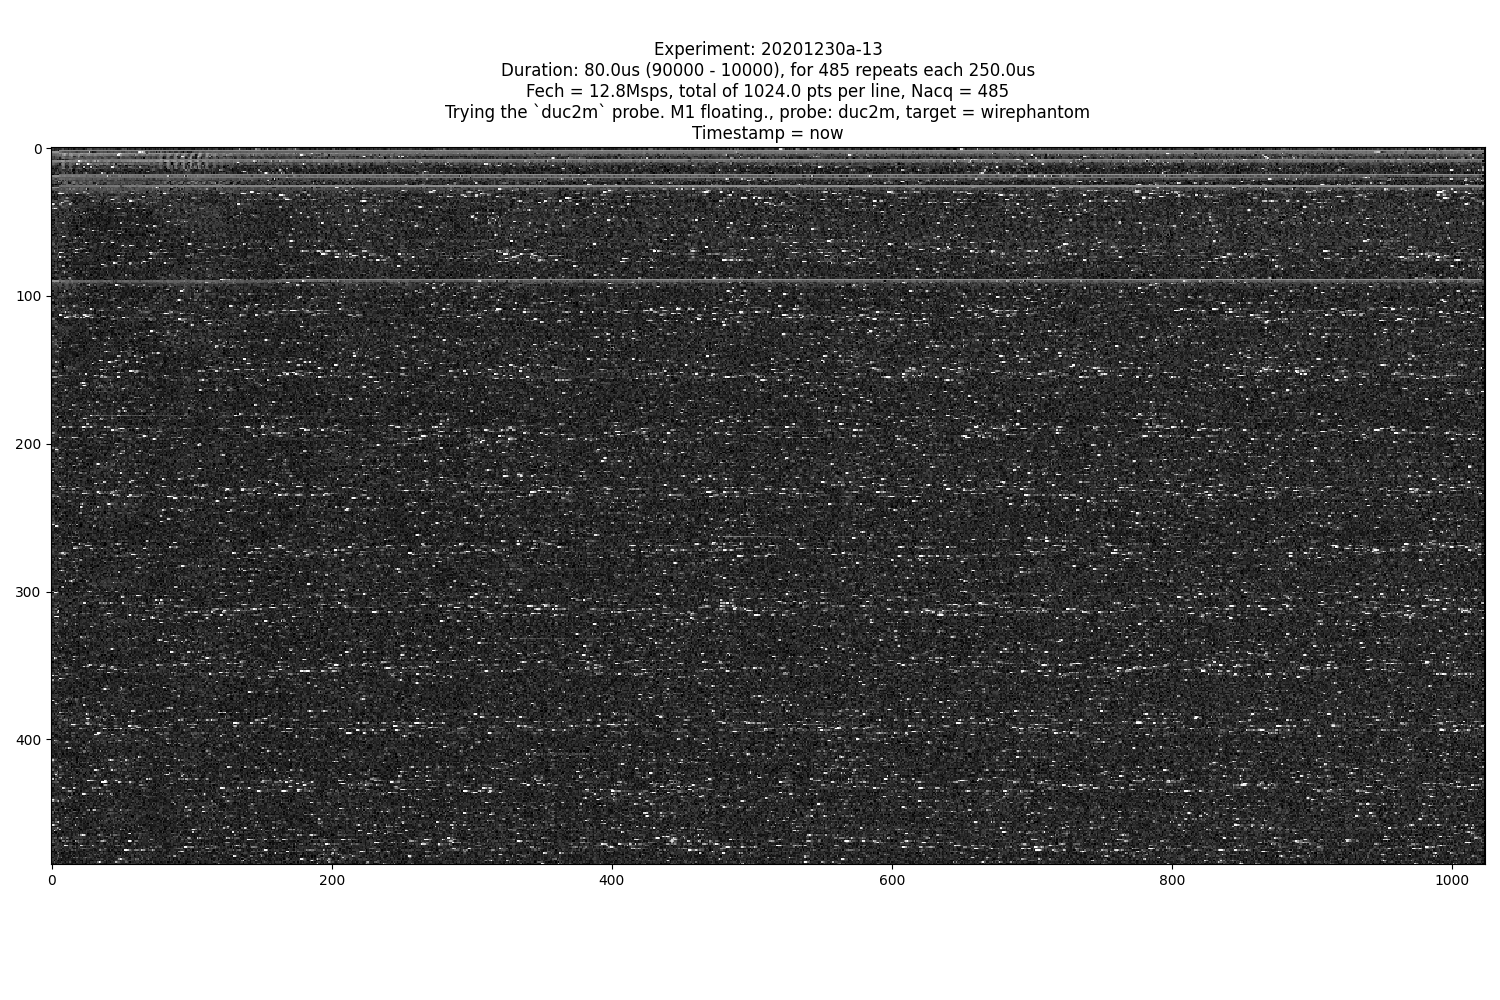 Experiment: 20201230a-13
Duration: 80.0us (90000 - 10000), for 485 repeats each 250.0us
Fech = 12.8Msps, total of 1024.0 pts per line, Nacq = 485
Trying the `duc2m` probe. M1 floating., probe: duc2m, target = wirephantom
Timestamp = now
0
100
200
300
400
0 200 400 600 800 1000